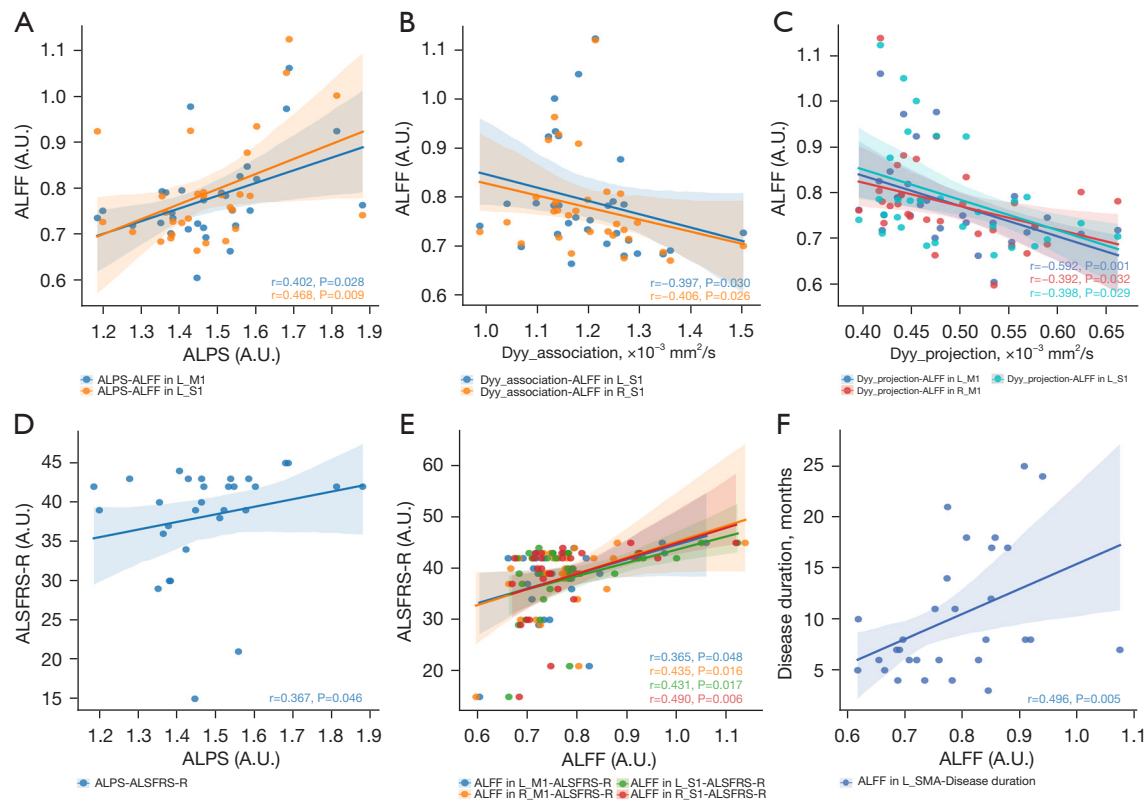 A
ALFF (A.U.)
1.1
1.0
0.9
0.8
0.7
0.6
r=0.402, P=0.028
r=0.468, P=0.009
1.2 1.3 1.4 1.5 1.6 1.7 1.8 1.9
ALPS (A.U.)
ALPS-ALFF in L_M1
ALPS-ALFF in L_S1
B
ALFF (A.U.)
1.1
1.0
0.9
0.8
0.7
0.6
r=−0.397, P=0.030
r=−0.406, P=0.026
1.0 1.1 1.2 1.3 1.4 1.5
Dyy_association, ×10⁻³ mm²/s
Dyy_association-ALFF in L_S1
Dyy_association-ALFF in R_S1
C
ALFF (A.U.)
1.1
1.0
0.9
0.8
0.7
0.6
r=−0.592, P=0.001
r=−0.392, P=0.032
r=−0.398, P=0.029
0.40 0.45 0.50 0.55 0.60 0.65
Dyy_projection, ×10⁻³ mm²/s
Dyy_projection-ALFF in L_M1 Dyy_projection-ALFF in L_S1
Dyy_projection-ALFF in R_M1
D
ALSFRS-R (A.U.)
45
40
35
30
25
20
15
r=0.367, P=0.046
1.2 1.3 1.4 1.5 1.6 1.7 1.8 1.9
ALPS (A.U.)
ALPS-ALSFRS-R
E
ALSFRS-R (A.U.)
60
50
40
30
20
r=0.365, P=0.048
r=0.435, P=0.016
r=0.431, P=0.017
r=0.490, P=0.006
0.6 0.7 0.8 0.9 1.0 1.1
ALFF (A.U.)
ALFF in L_M1-ALSFRS-R ALFF in L_S1-ALSFRS-R
ALFF in R_M1-ALSFRS-R ALFF in R_S1-ALSFRS-R
F
Disease duration, months
25
20
15
10
5
r=0.496, P=0.005
0.6 0.7 0.8 0.9 1.0 1.1
ALFF (A.U.)
ALFF in L_SMA-Disease duration